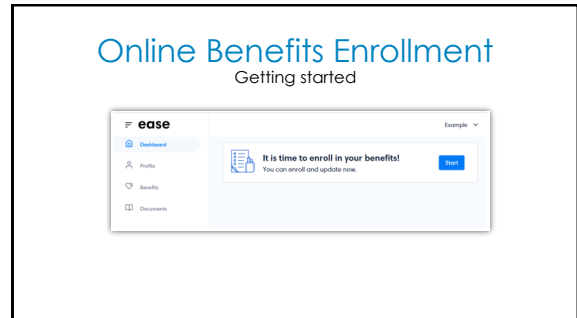 Online Benefits Enrollment
Getting started
ease
Example
Dashboard
It is time to enroll in your benefits!
Start
You can enroll and update now.
Profile
Benefits
Documents